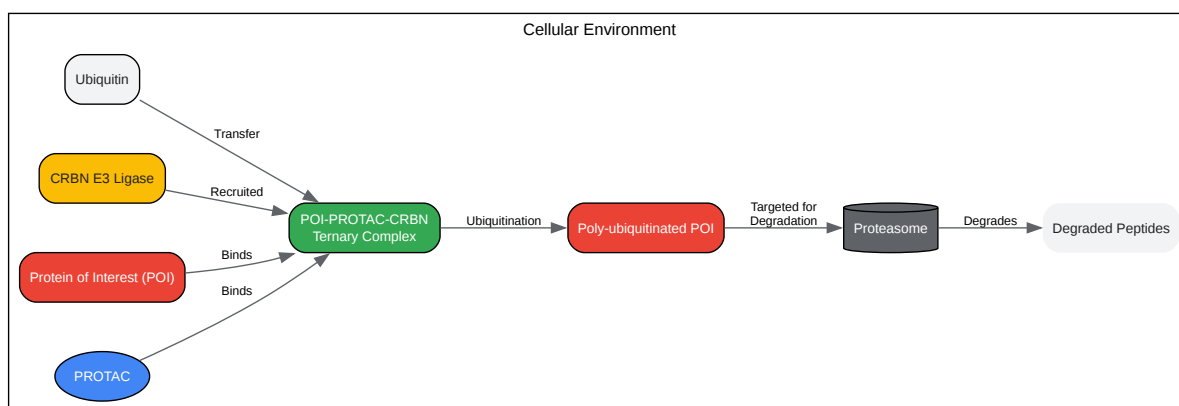 Cellular Environment
Ubiquitin
Transfer
CRBN E3 Ligase
Recruited
POI-PROTAC-CRBN
Ternary Complex
Ubiquitination
Poly-ubiquitinated POI
Targeted for
Degradation
Proteasome
Degrades
Degraded Peptides
Protein of Interest (POI)
Binds
Binds
PROTAC